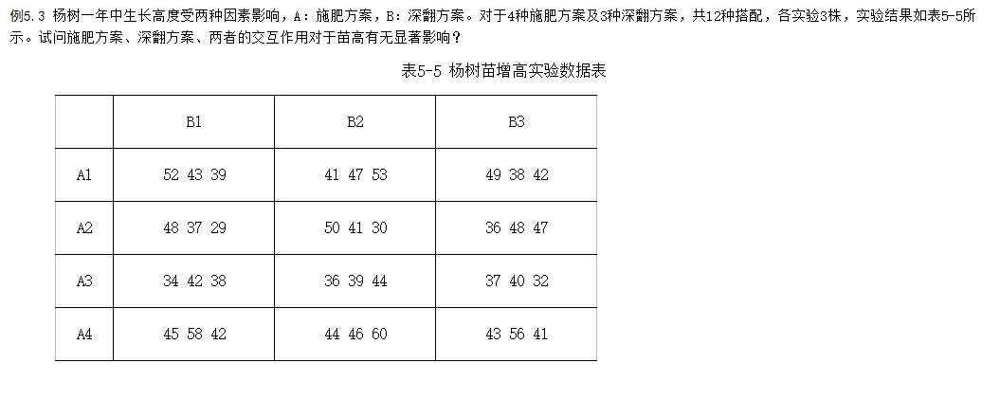 例5.3 杨树一年中生长高度受两种因素影响，A：施肥方案，B：深翻方案。对于4种施肥方案及3种深翻方案，共12种搭配，各实验3株，实验结果如表5-5所
示。试问施肥方案、深翻方案、两者的交互作用对于苗高有无显著影响？
表5-5 杨树苗增高实验数据表
B1 B2 B3
A1 52 43 39 41 47 53 49 38 42
A2 48 37 29 50 41 30 36 48 47
A3 34 42 38 36 39 44 37 40 32
A4 45 58 42 44 46 60 43 56 41